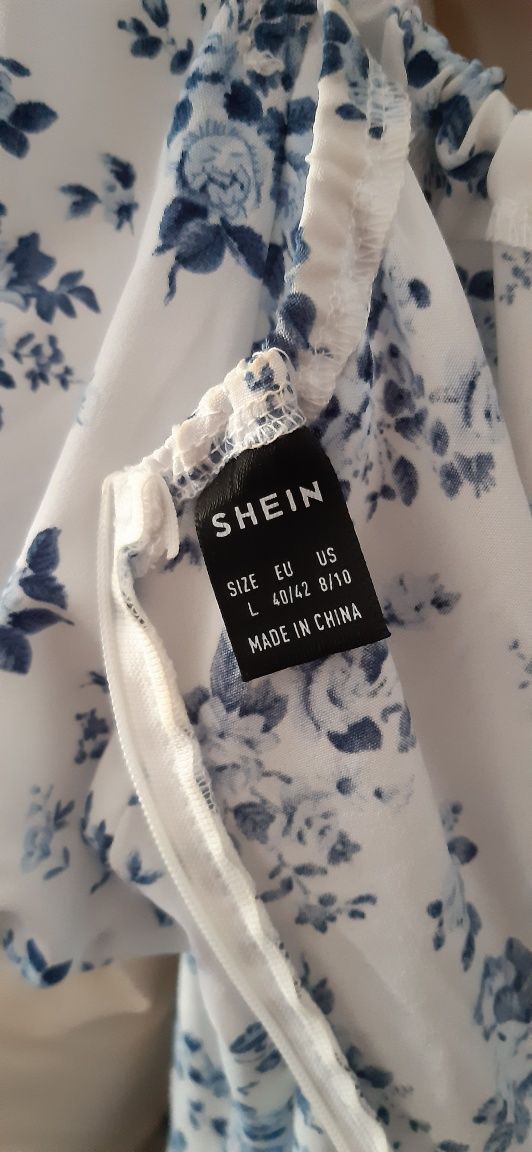 SHEIN
SIZE EU US
L 40/42 8/10
MADE IN CHINA